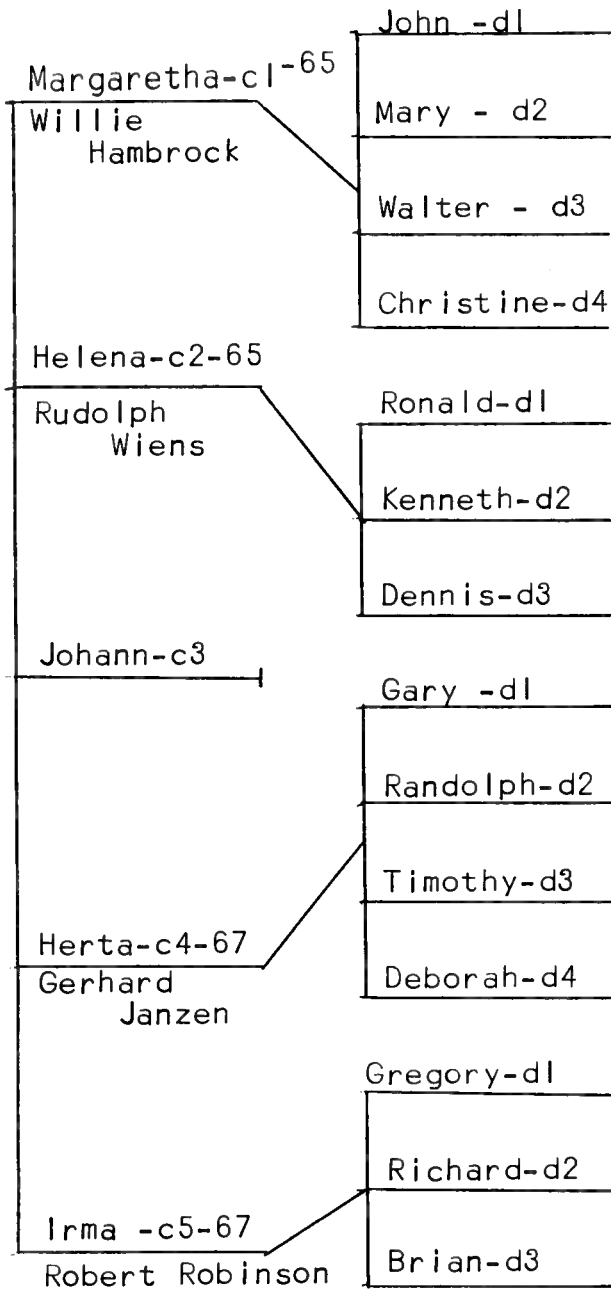 Margaretha-c1-65
Willie
Hambrock
John -d1
Mary - d2
Walter - d3
Christine-d4
Helena-c2-65
Rudolph
Wiens
Ronald-d1
Kenneth-d2
Dennis-d3
Johann-c3
Herta-c4-67
Gerhard
Janzen
Gary -d1
Randolph-d2
Timothy-d3
Deborah-d4
Irma -c5-67
Robert Robinson
Gregory-d1
Richard-d2
Brian-d3